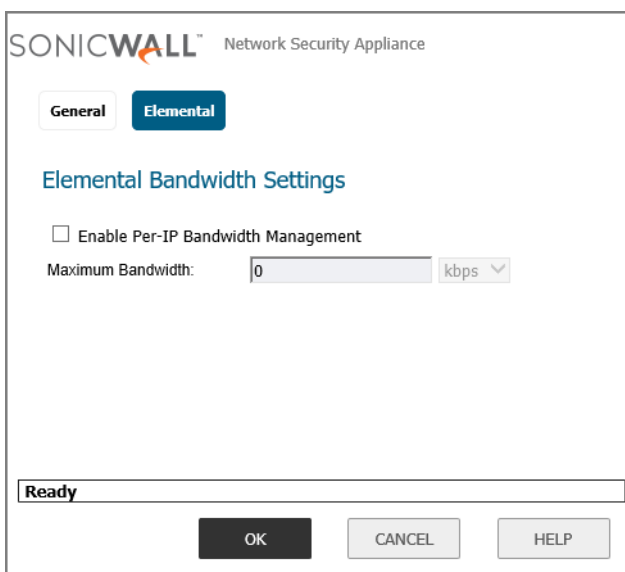 SONICWALL™ Network Security Appliance
General Elemental
Elemental Bandwidth Settings
Enable Per-IP Bandwidth Management
Maximum Bandwidth: 0 kbps
Ready
OK CANCEL HELP